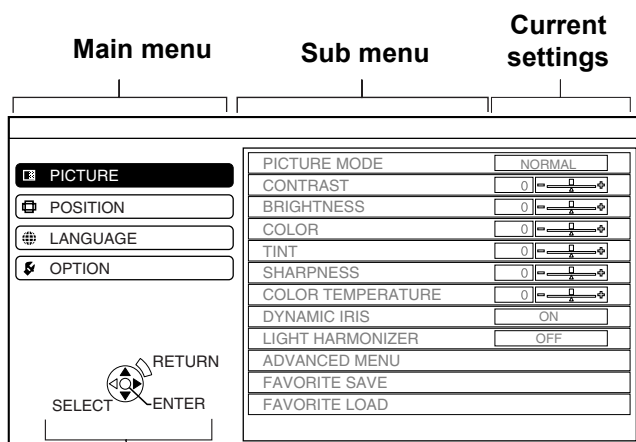 Main menu
Sub menu
Current
settings
PICTURE
POSITION
LANGUAGE
OPTION
PICTURE MODE NORMAL
CONTRAST 0
BRIGHTNESS 0
COLOR 0
TINT 0
SHARPNESS 0
COLOR TEMPERATURE 0
DYNAMIC IRIS ON
LIGHT HARMONIZER OFF
ADVANCED MENU
FAVORITE SAVE
FAVORITE LOAD
RETURN
SELECT ENTER